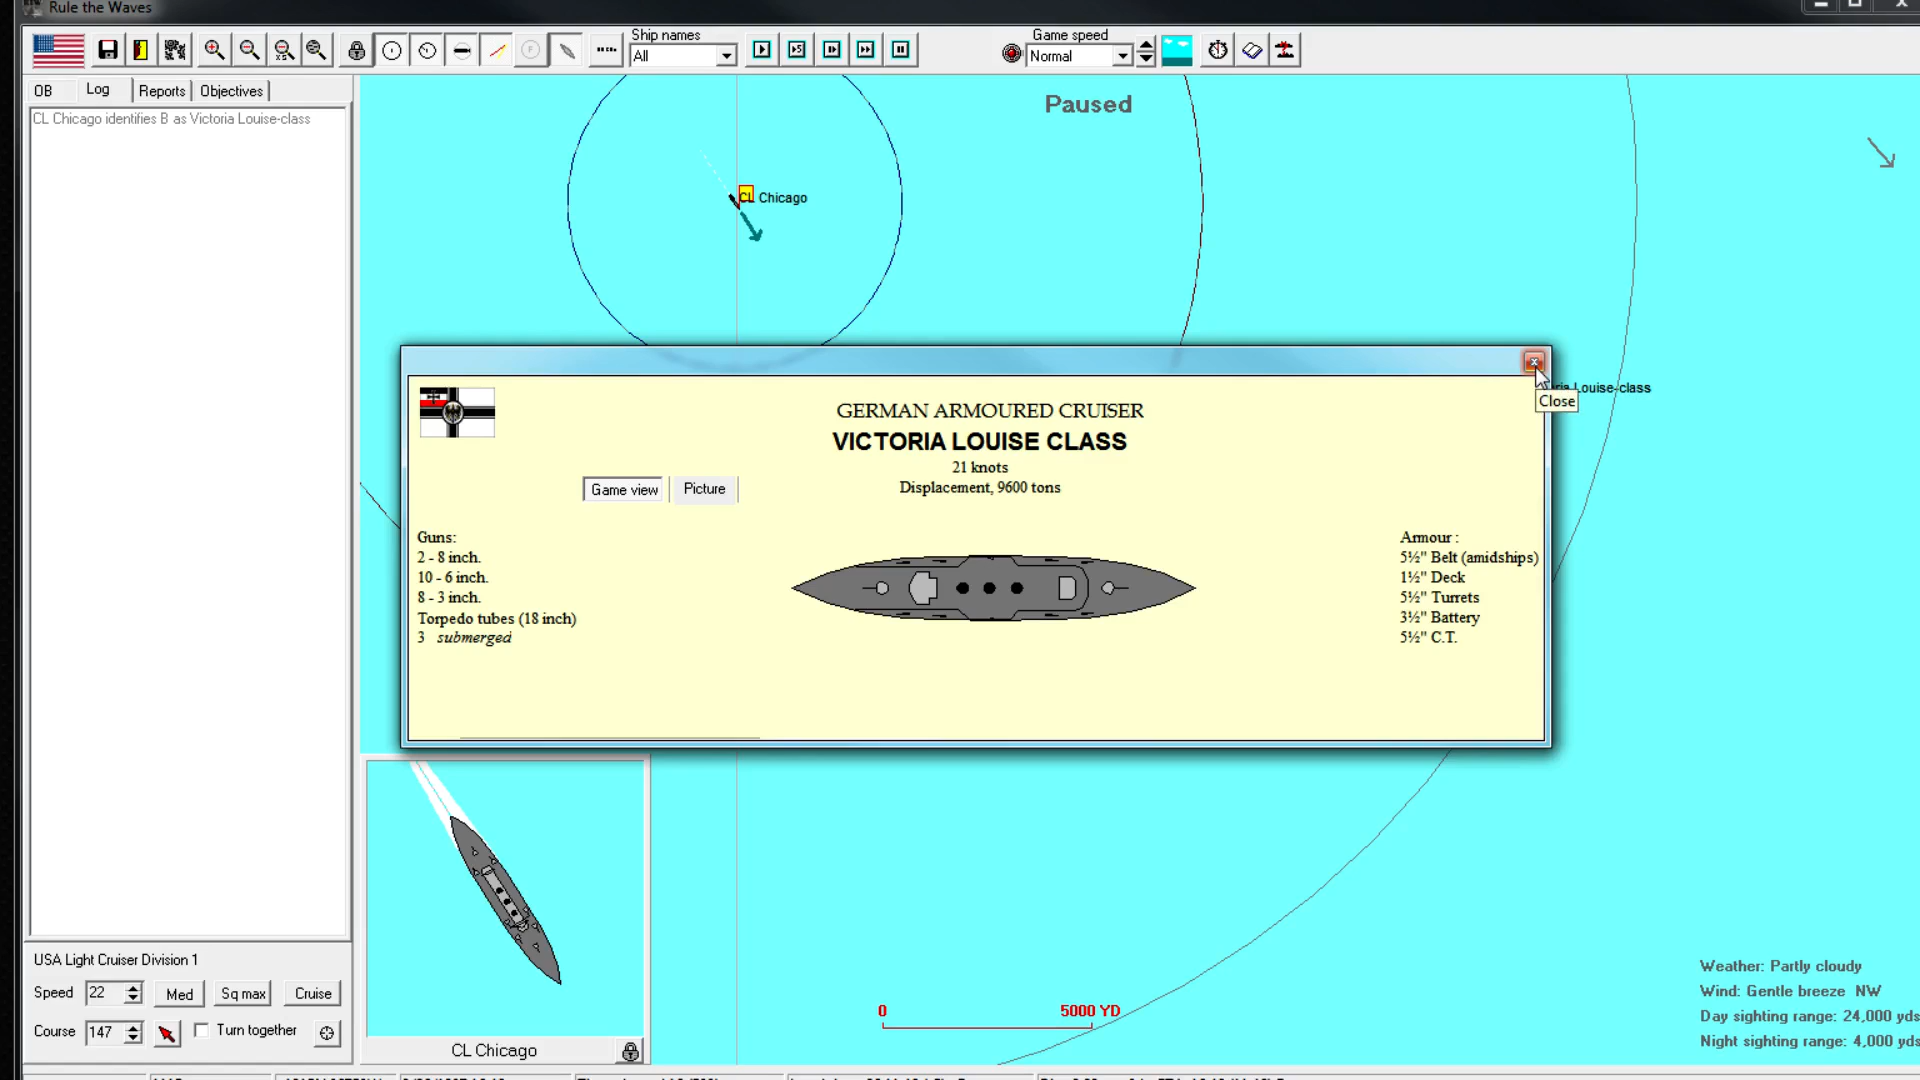 Rule the Waves
Ship names
All
Game speed
Normal
OB
Log
Reports
Objectives
CL Chicago identifies B as Victoria Louise-class
Paused
CL Chicago
Louise-class
Close
GERMAN ARMOURED CRUISER
VICTORIA LOUISE CLASS
21 knots
Displacement, 9600 tons
Game view
Picture
Guns:
2 - 8 inch.
10 - 6 inch.
8 - 3 inch.
Torpedo tubes (18 inch)
3 submerged
Armour :
5½" Belt (amidships)
1½" Deck
5½" Turrets
3½" Battery
5½" C.T.
USA Light Cruiser Division 1
Speed 22 Med Sq max Cruise
Course 147 Turn together
CL Chicago
0 5000 YD
Weather: Partly cloudy
Wind: Gentle breeze NW
Day sighting range: 24,000 yds
Night sighting range: 4,000 yds